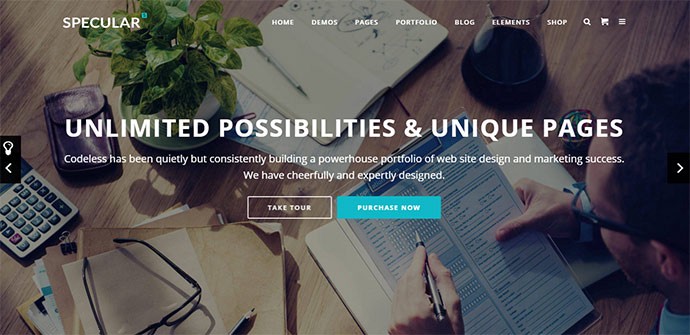 SPECULAR
HOME DEMOS PAGES PORTFOLIO BLOG ELEMENTS SHOP
UNLIMITED POSSIBILITIES & UNIQUE PAGES
Codeless has been quietly but consistently building a powerhouse portfolio of web site design and marketing success.
We have cheerfully and expertly designed.
TAKE TOUR PURCHASE NOW